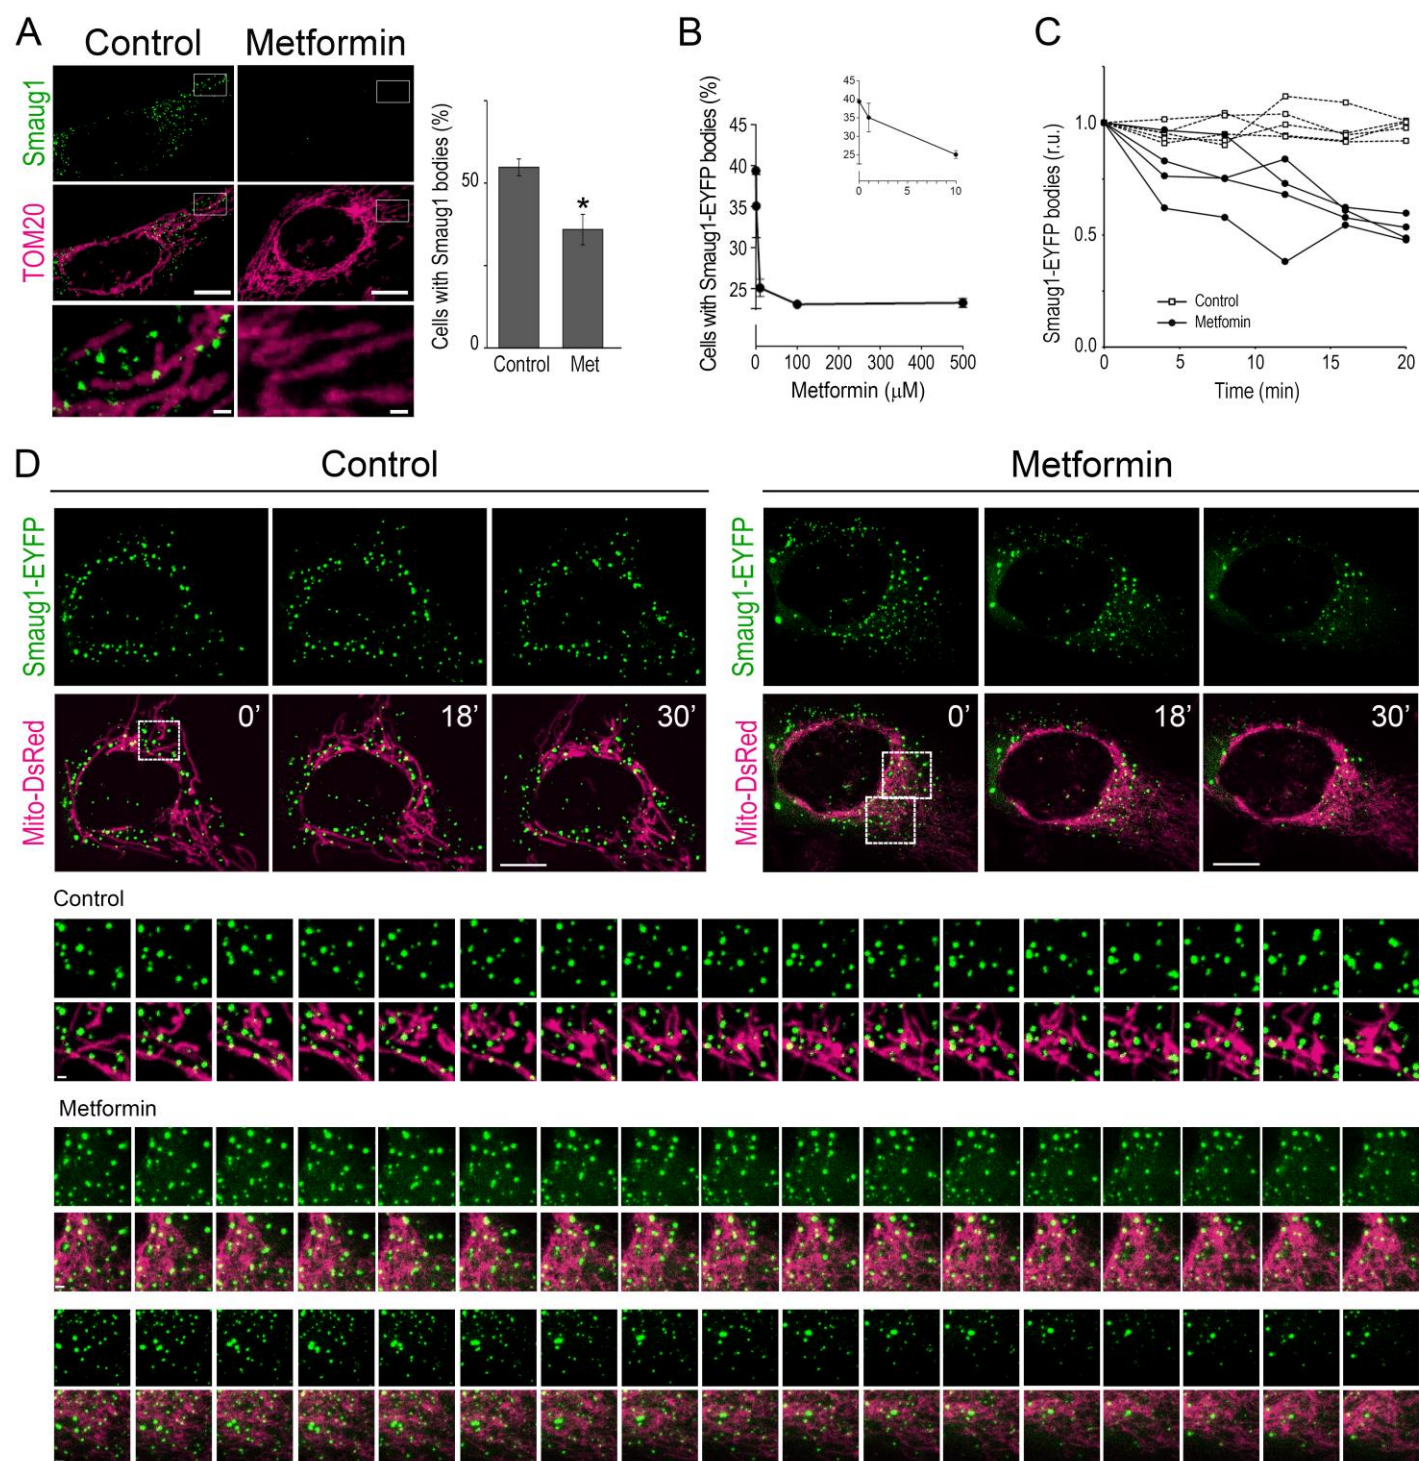 A
Control
Metformin
Smaug1
TOM20
Cells with Smaug1 bodies (%)
50
0
*
Control
Met
B
Cells with Smaug1-EYFP bodies (%)
45
40
35
30
25
0
100
200
300
400
500
Metformin (μM)
45
40
35
30
25
0
5
10
C
Smaug1-EYFP bodies (r.u.)
1.0
0.5
0.0
Control
Metfomin
0
5
10
15
20
Time (min)
D
Control
Metformin
Smaug1-EYFP
Smaug1-EYFP
Mito-DsRed
0’
18’
30’
Mito-DsRed
0’
18’
30’
Control
Metformin